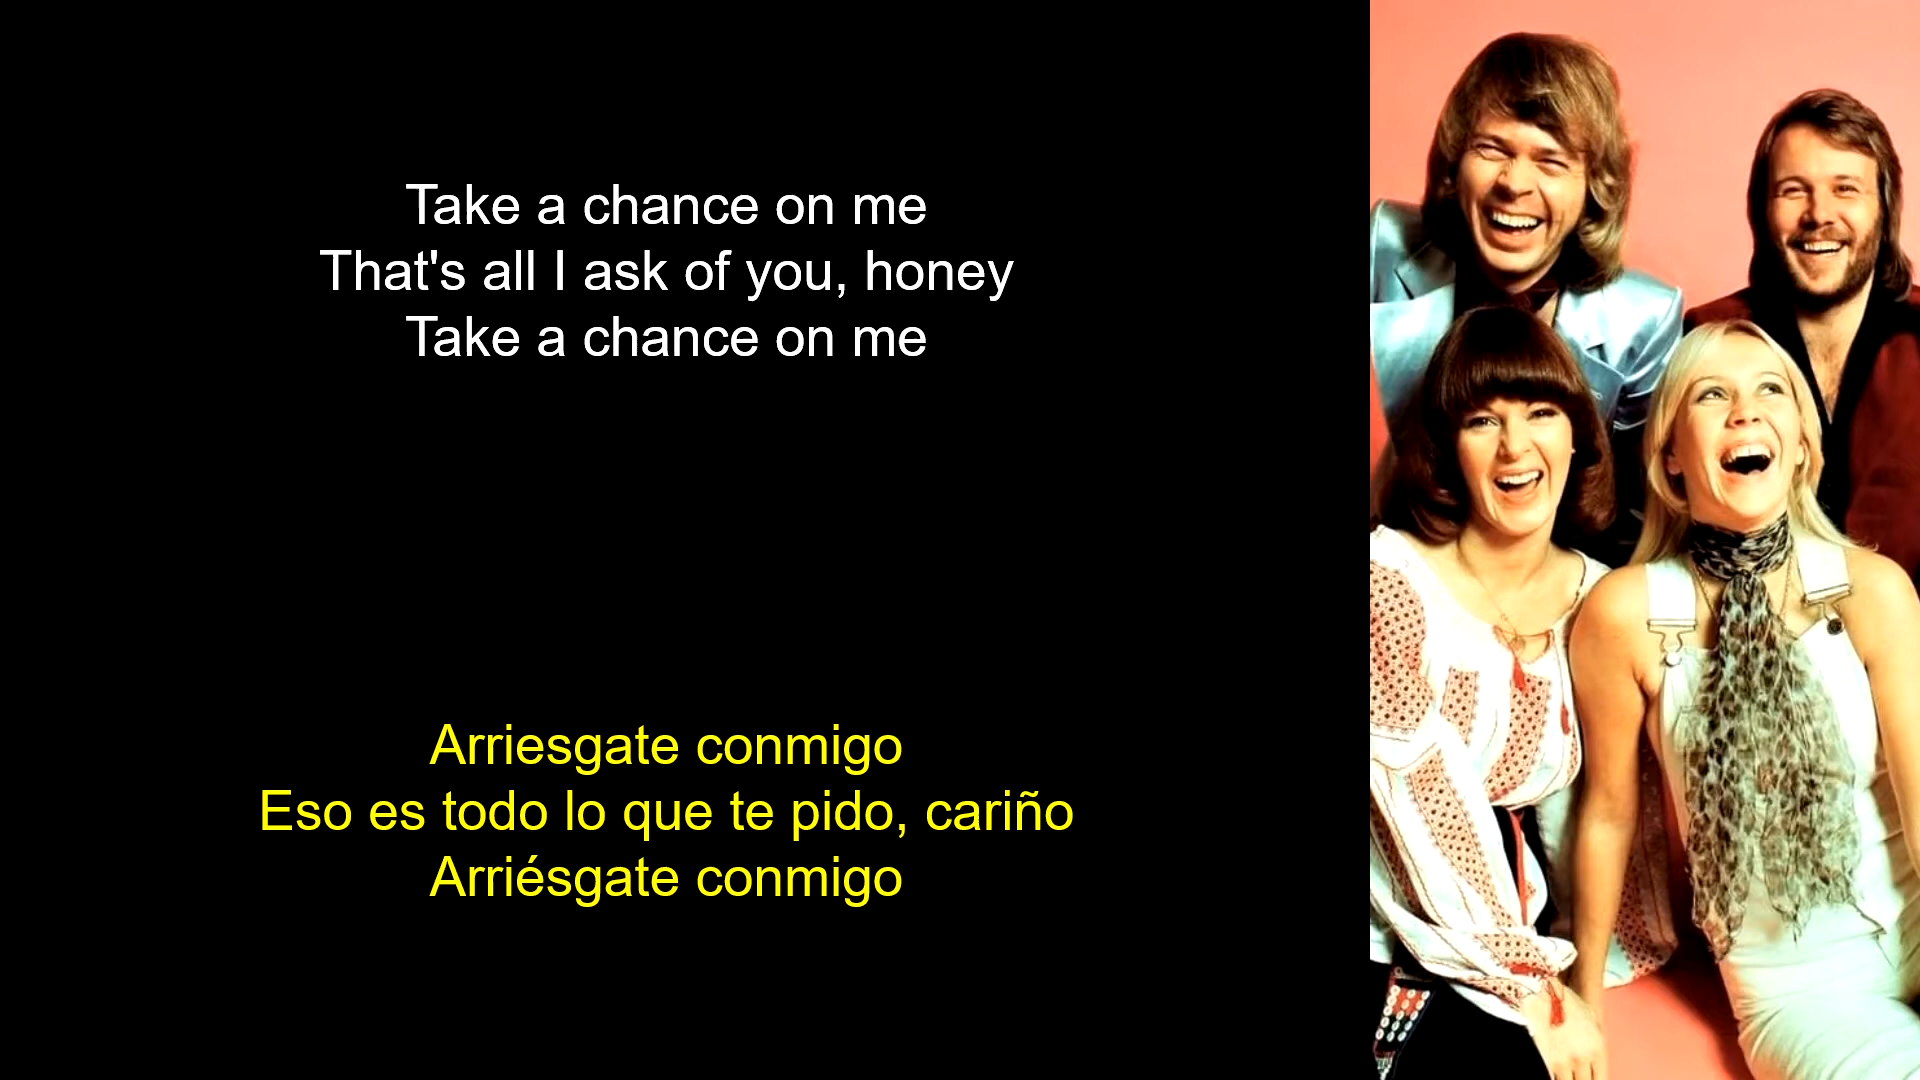 Take a chance on me
That's all I ask of you, honey
Take a chance on me
Arriesgate conmigo
Eso es todo lo que te pido, cariño
Arriésgate conmigo